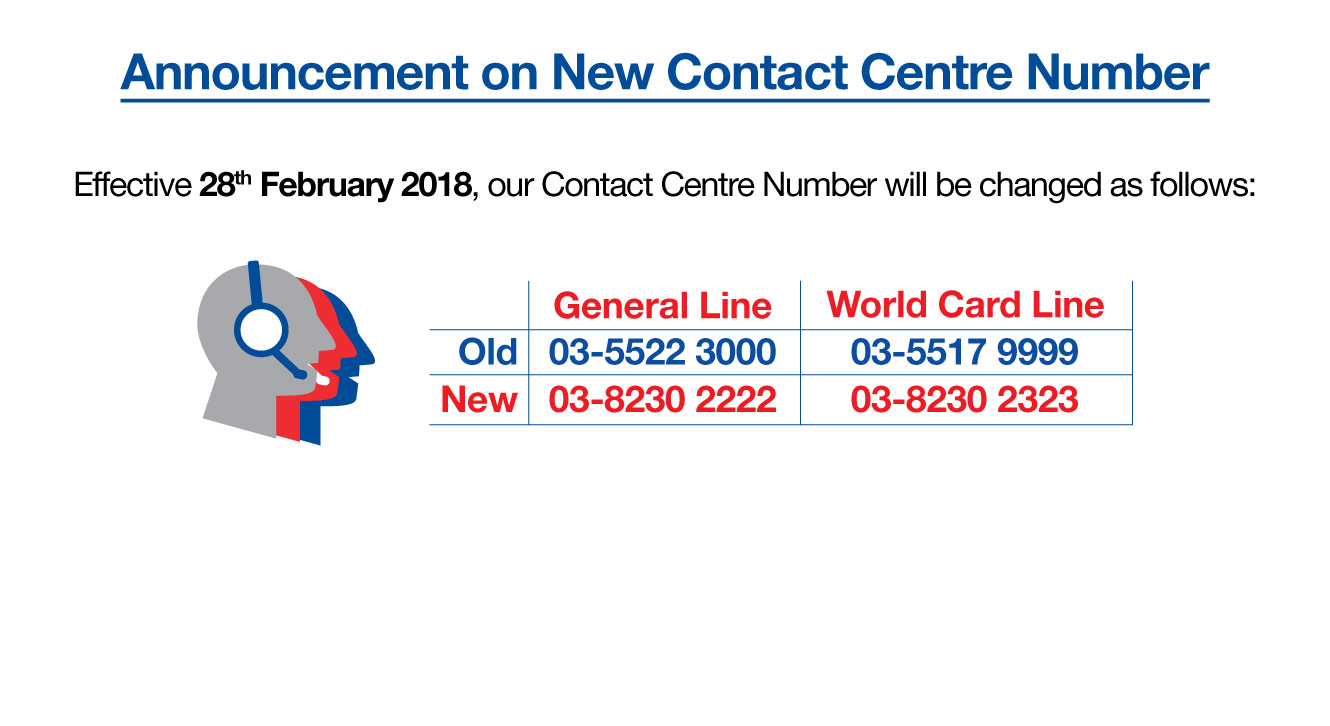 Announcement on New Contact Centre Number
Effective 28th February 2018, our Contact Centre Number will be changed as follows:
General Line World Card Line
Old 03-5522 3000 03-5517 9999
New 03-8230 2222 03-8230 2323